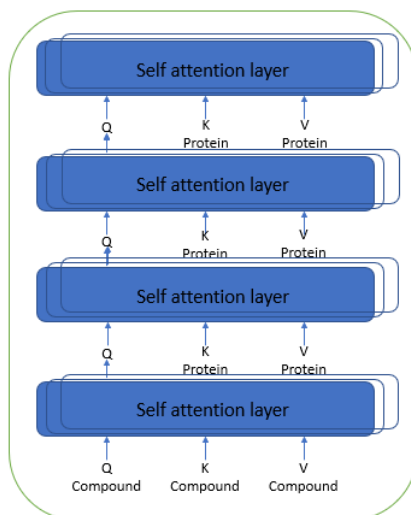 Self attention layer
Q K V
Protein Protein
Self attention layer
Q K V
Protein Protein
Self attention layer
Q K V
Protein Protein
Self attention layer
Q K V
Compound Compound Compound